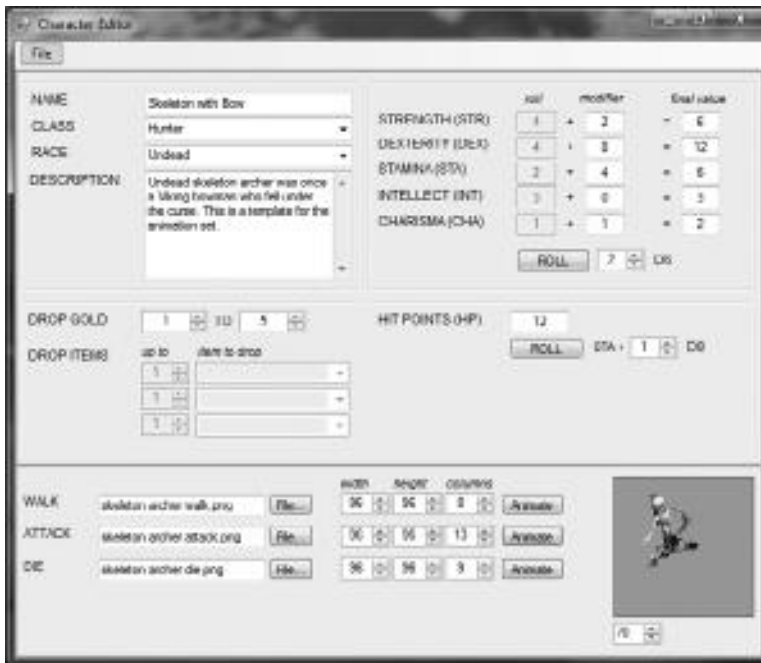 Character Editor
File
NAME Skeleton with Bow
CLASS Hunter
RACE Undead
DESCRIPTION Undead skeleton archer was once
a Viking bowman who fell under
the curse. This is a template for the
animation set.
roll modifier final value
STRENGTH (STR) 4 + 2 = 6
DEXTERITY (DEX) 4 + 8 = 12
STAMINA (STA) 2 + 4 = 6
INTELLECT (INT) 3 + 0 = 3
CHARISMA (CHA) 1 + 1 = 2
ROLL 2
DROP GOLD 1 TO 5
DROP ITEMS up to item to drop
1
1
1
HIT POINTS (HP) 12
ROLL STA + 1
width height columns
WALK skeleton archer walk.png File... 96 96 8 Animate
ATTACK skeleton archer attack.png File... 96 96 13 Animate
DIE skeleton archer die.png File... 96 96 9 Animate